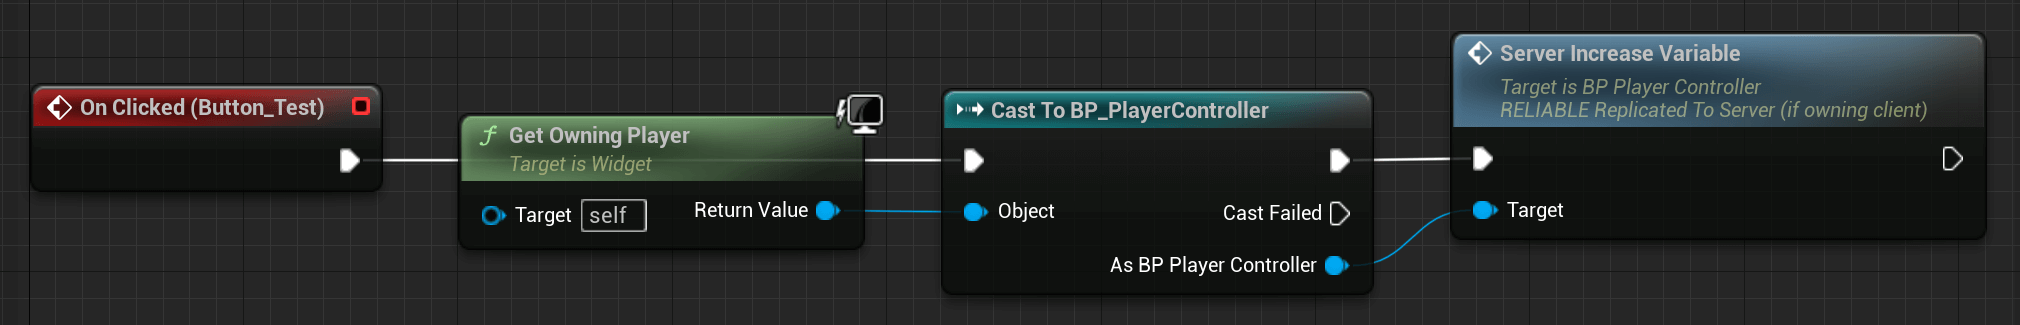 On Clicked (Button_Test)
f Get Owning Player
Target is Widget
Target self
Return Value
Cast To BP_PlayerController
Object
Cast Failed
As BP Player Controller
Server Increase Variable
Target is BP Player Controller
RELIABLE Replicated To Server (if owning client)
Target